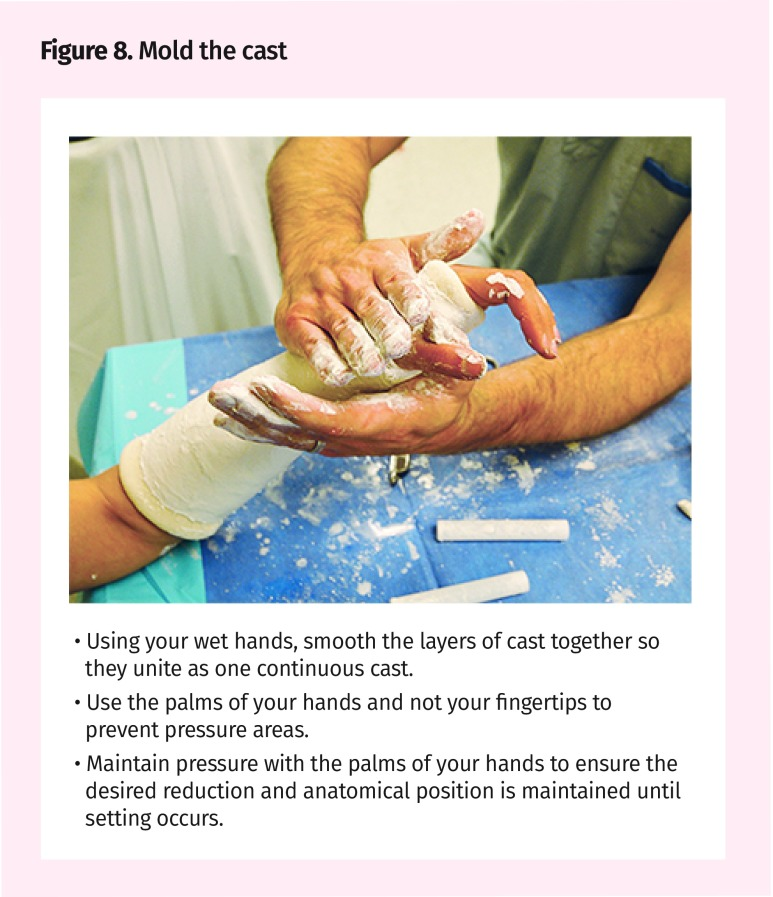 Figure 8. Mold the cast
• Using your wet hands, smooth the layers of cast together so
they unite as one continuous cast.
• Use the palms of your hands and not your fingertips to
prevent pressure areas.
• Maintain pressure with the palms of your hands to ensure the
desired reduction and anatomical position is maintained until
setting occurs.